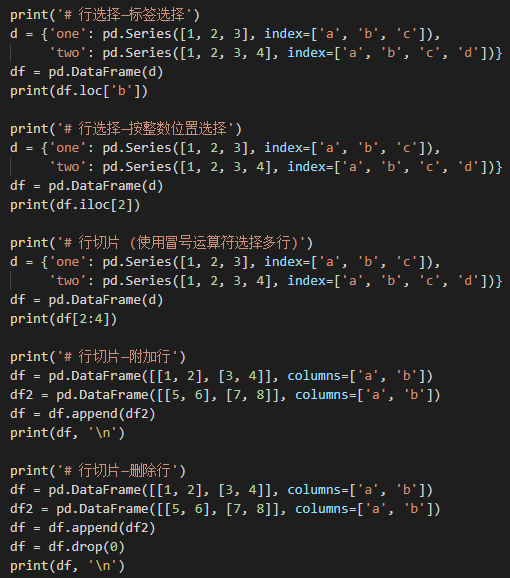 print('# 行选择—标签选择')
d = {'one': pd.Series([1, 2, 3], index=['a', 'b', 'c']),
     'two': pd.Series([1, 2, 3, 4], index=['a', 'b', 'c', 'd'])}
df = pd.DataFrame(d)
print(df.loc['b'])
print('# 行选择—按整数位置选择')
d = {'one': pd.Series([1, 2, 3], index=['a', 'b', 'c']),
     'two': pd.Series([1, 2, 3, 4], index=['a', 'b', 'c', 'd'])}
df = pd.DataFrame(d)
print(df.iloc[2])
print('# 行切片 (使用冒号运算符选择多行)')
d = {'one': pd.Series([1, 2, 3], index=['a', 'b', 'c']),
     'two': pd.Series([1, 2, 3, 4], index=['a', 'b', 'c', 'd'])}
df = pd.DataFrame(d)
print(df[2:4])
print('# 行切片—附加行')
df = pd.DataFrame([[1, 2], [3, 4]], columns=['a', 'b'])
df2 = pd.DataFrame([[5, 6], [7, 8]], columns=['a', 'b'])
df = df.append(df2)
print(df, '\n')
print('# 行切片—删除行')
df = pd.DataFrame([[1, 2], [3, 4]], columns=['a', 'b'])
df2 = pd.DataFrame([[5, 6], [7, 8]], columns=['a', 'b'])
df = df.append(df2)
df = df.drop(0)
print(df, '\n')